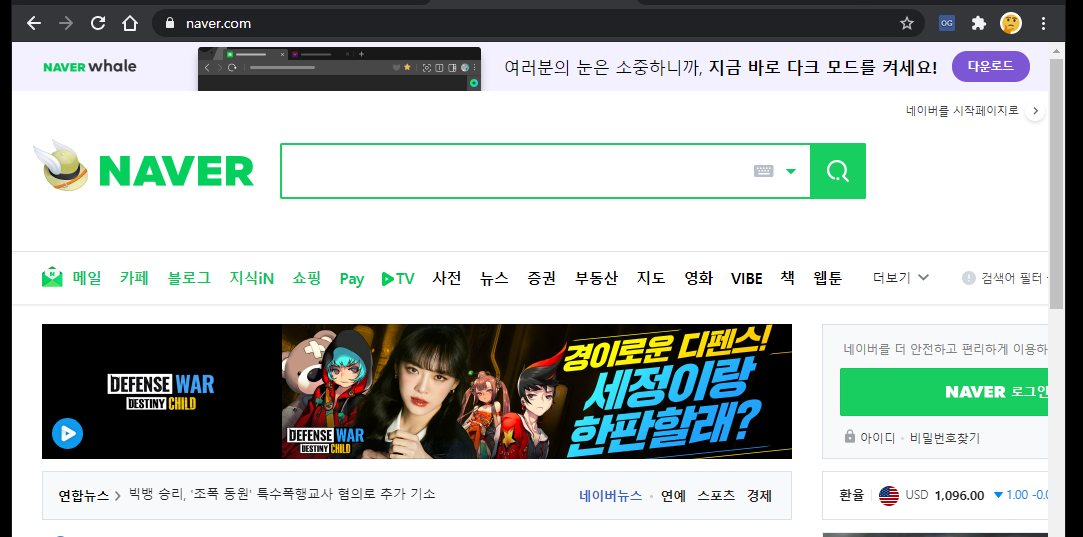 naver.com
OG
NAVER whale
여러분의 눈은 소중하니까, 지금 바로 다크 모드를 켜세요!
다운로드
네이버를 시작페이지로
NAVER
메일 카페 블로그 지식iN 쇼핑 Pay TV 사전 뉴스 증권 부동산 지도 영화 VIBE 책 웹툰 더보기 검색어 필터
DEFENSE WAR
DESTINY CHILD
DEFENSE WAR
DESTINY CHILD
경이로운 디펜스!
세정이랑
한판할래?
네이버를 더 안전하고 편리하게 이용하
NAVER 로그인
아이디 · 비밀번호찾기
연합뉴스 빅뱅 승리, '조폭 동원' 특수폭행교사 혐의로 추가 기소
네이버뉴스 · 연예 스포츠 경제
환율 USD 1,096.00 ▼1.00 -0.0